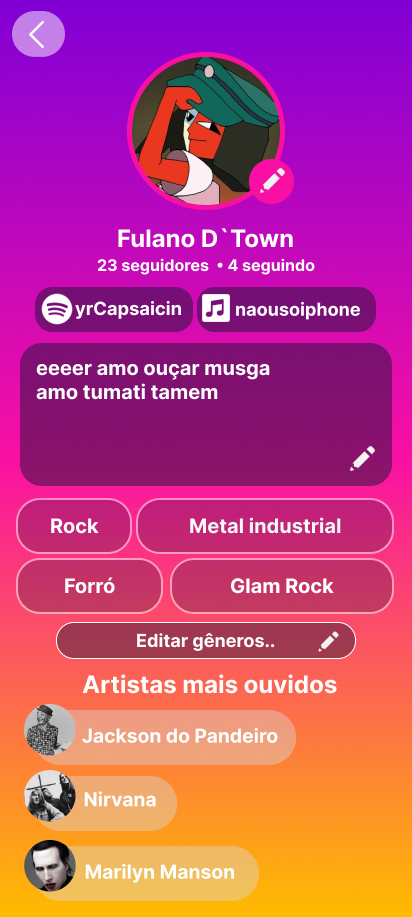 Fulano D`Town
23 seguidores • 4 seguindo
yrCapsaicin
naousoiphone
eeeer amo ouçar musga
amo tumati tamem
Rock
Metal industrial
Forró
Glam Rock
Editar gêneros..
Artistas mais ouvidos
Jackson do Pandeiro
Nirvana
Marilyn Manson